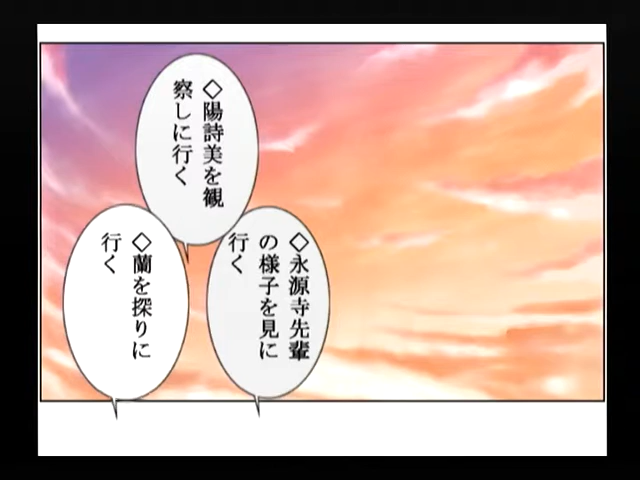 ◇陽詩美を観
察しに行く
◇永源寺先輩
の様子を見に
行く
◇蘭を探りに
行く